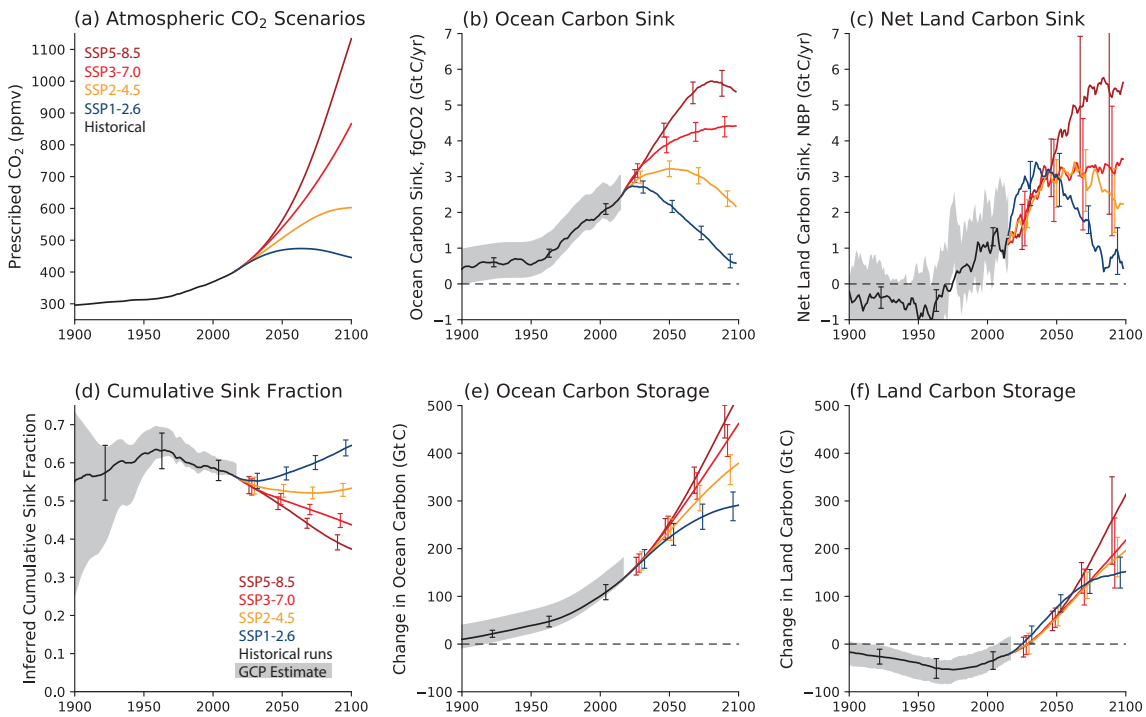 (a) Atmospheric CO₂ Scenarios
Prescribed CO₂ (ppmv)
1100
1000
900
800
700
600
500
400
300
SSP5-8.5
SSP3-7.0
SSP2-4.5
SSP1-2.6
Historical
1900 1950 2000 2050 2100
(b) Ocean Carbon Sink
Ocean Carbon Sink, fgCO2 (Gt C/yr)
7
6
5
4
3
2
1
0
−1
1900 1950 2000 2050 2100
(c) Net Land Carbon Sink
Net Land Carbon Sink, NBP (Gt C/yr)
7
6
5
4
3
2
1
0
−1
1900 1950 2000 2050 2100
(d) Cumulative Sink Fraction
Inferred Cumulative Sink Fraction
0.7
0.6
0.5
0.4
0.3
0.2
0.1
0.0
SSP5-8.5
SSP3-7.0
SSP2-4.5
SSP1-2.6
Historical runs
GCP Estimate
1900 1950 2000 2050 2100
(e) Ocean Carbon Storage
Change in Ocean Carbon (Gt C)
500
400
300
200
100
0
−100
1900 1950 2000 2050 2100
(f) Land Carbon Storage
Change in Land Carbon (Gt C)
500
400
300
200
100
0
−100
1900 1950 2000 2050 2100